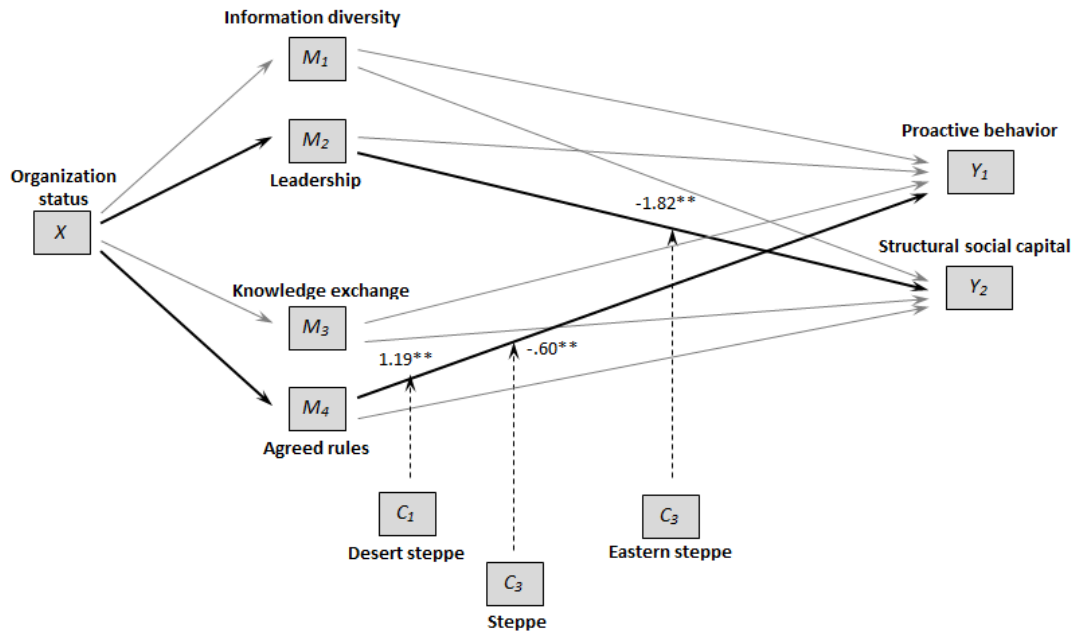 Information diversity
M1
M2
Leadership
Proactive behavior
Y1
Organization
status
X
-1.82**
Structural social capital
Y2
Knowledge exchange
M3
1.19**
-.60**
M4
Agreed rules
C1
Desert steppe
C3
Eastern steppe
C3
Steppe